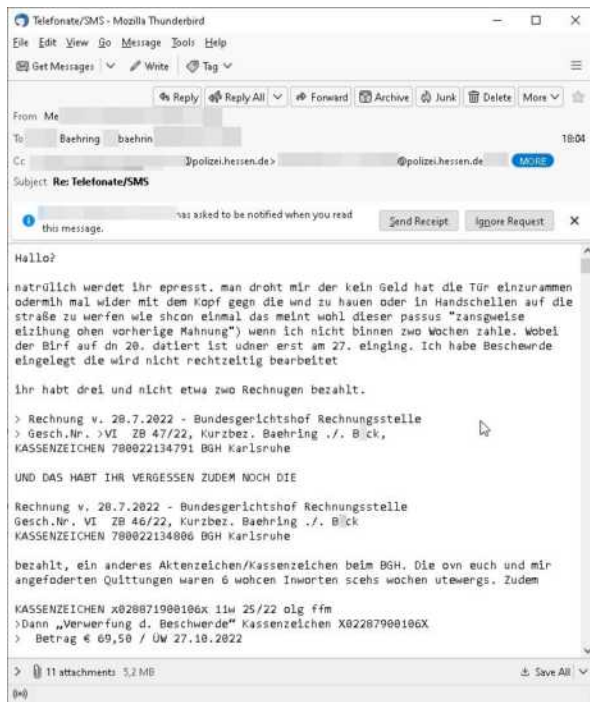 Telefonate/SMS - Mozilla Thunderbird
File Edit View Go Message Tools Help
Get Messages Write Tag
Reply Reply All Forward Archive Junk Delete More
From Me
To Baehring baehrin 18:04
Cc @polizei.hessen.de> @polizei.hessen.de MORE
Subject Re: Telefonate/SMS
has asked to be notified when you read
this message.
Send Receipt Ignore Request
Hallo?
natrülich werdet ihr epresst. man droht mir der kein Geld hat die Tür einzurammen
odermih mal wider mit dem Kopf gegn die wnd zu hauen oder in Handschellen auf die
straße zu werfen wie shcon einmal das meint wohl dieser passus "zansgweise
eizihung ohen vorherige Mahnung") wenn ich nicht binnen zwo Wochen zahle. Wobei
der Birf auf dn 20. datiert ist udner erst am 27. einging. Ich habe Beschewrde
eingelegt die wird nicht rechtzeitig bearbeitet
ihr habt drei und nicht etwa zwo Rechnugen bezahlt.
> Rechnung v. 28.7.2022 - Bundesgerichtshof Rechnungsstelle
> Gesch.Nr. >VI ZB 47/22, Kurzbez. Baehring ./. B ck,
KASSENZEICHEN 780022134791 BGH Karlsruhe
UND DAS HABT IHR VERGESSEN ZUDEM NOCH DIE
Rechnung v. 28.7.2022 - Bundesgerichtshof Rechnungsstelle
Gesch.Nr. VI ZB 46/22, Kurzbez. Baehring ./. B ck
KASSENZEICHEN 780022134806 BGH Karlsruhe
bezahlt, ein anderes Aktenzeichen/Kassenzeichen beim BGH. Die ovn euch und mir
angefoderten Quittungen waren 6 wohcen Inworten scehs wochen utewergs. Zudem
KASSENZEICHEN x028871900106x 11w 25/22 olg ffm
>Dann „Verwerfung d. Beschwerde" Kassenzeichen X02287900106X
> Betrag € 69,50 / ÜW 27.10.2022
11 attachments 5,2 MB Save All